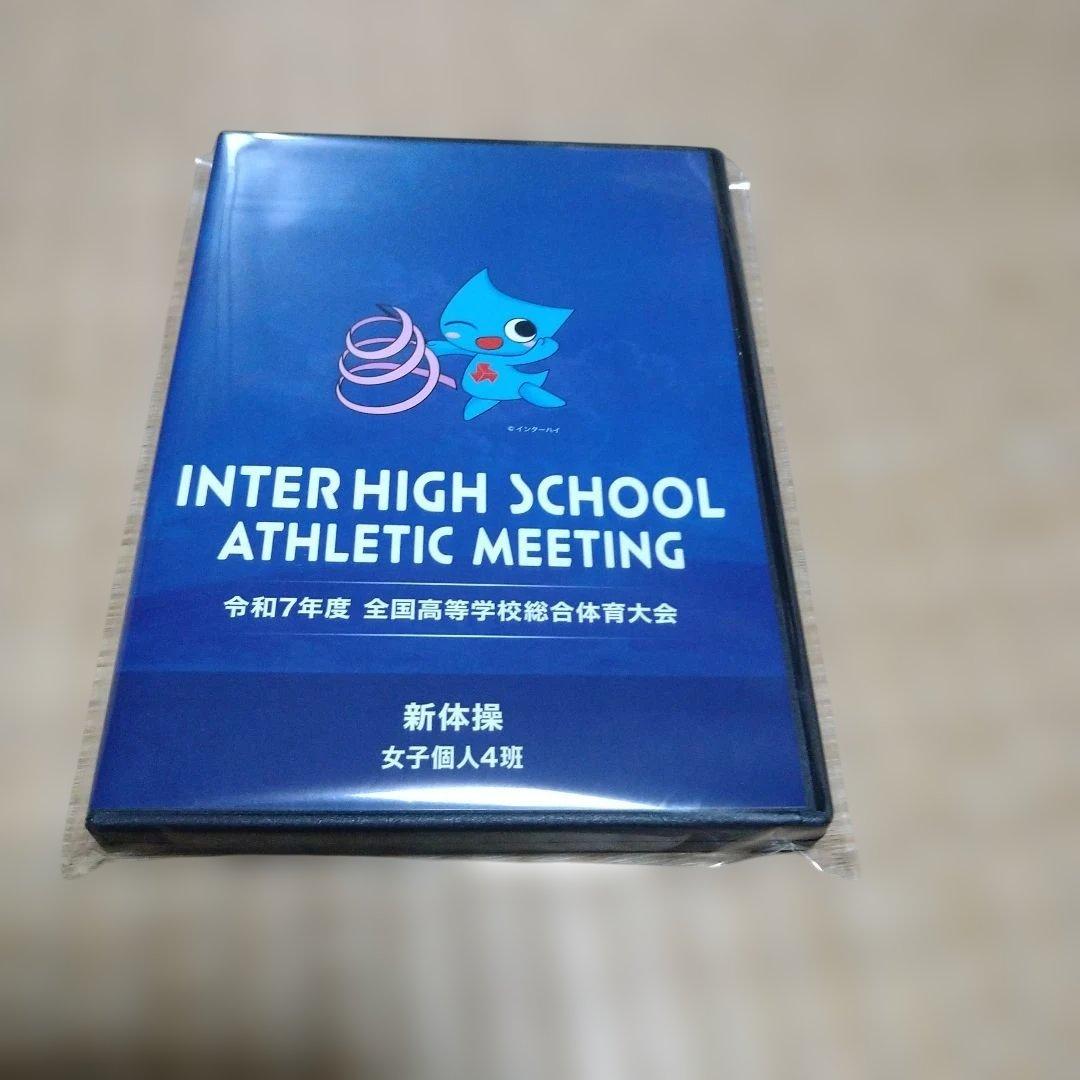 ©インターハイ
INTER HIGH SCHOOL
ATHLETIC MEETING
令和7年度 全国高等学校総合体育大会
新体操
女子個人4班